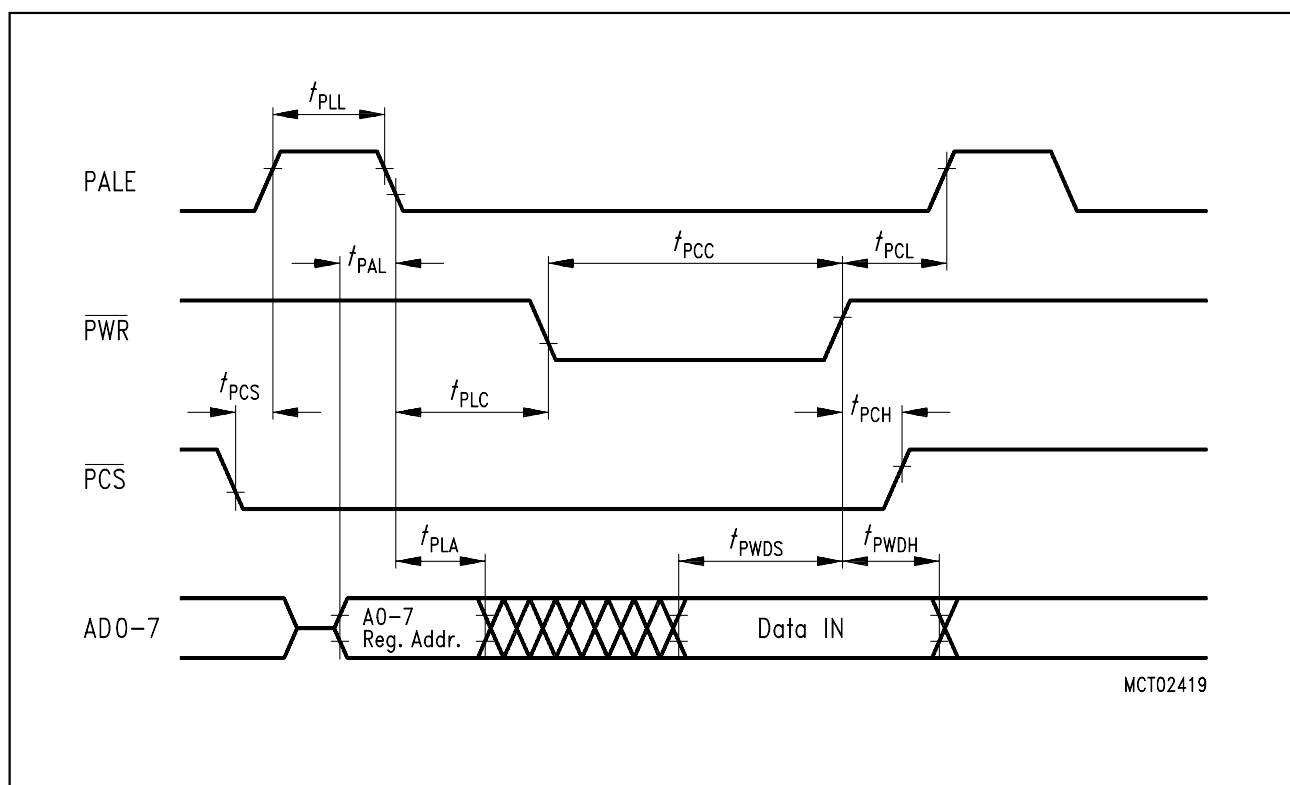 tPLL
PALE
tPAL
tPCC
tPCL
PWR
tPCS
tPLC
tPCH
PCS
tPLA
tPWDS
tPWDH
AD0-7
A0-7
Reg. Addr.
Data IN
MCT02419